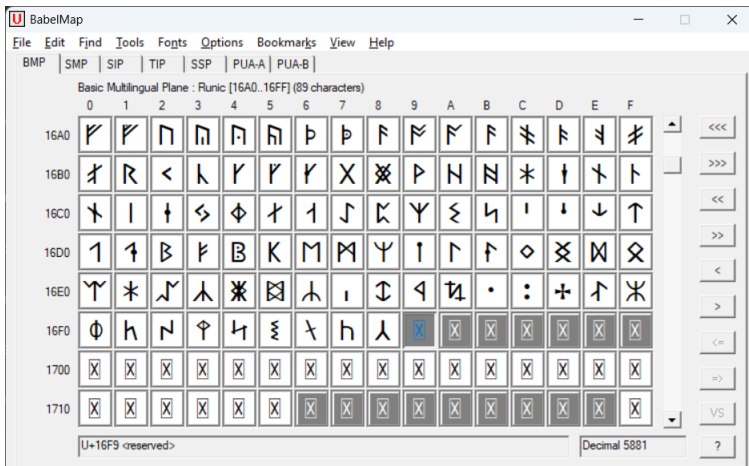 U BabelMap
File Edit Find Tools Fonts Options Bookmarks View Help
BMP SMP SIP TIP SSP PUA-A PUA-B
Basic Multilingual Plane : Runic [16A0..16FF] (89 characters)
0 1 2 3 4 5 6 7 8 9 A B C D E F
16A0 ᚠ ᚡ ᚢ ᚣ ᚤ ᚥ ᚦ ᚧ ᚨ ᚩ ᚪ ᚫ ᚬ ᚭ ᚮ ᚯ <<<
16B0 ᚰ ᚱ ᚲ ᚳ ᚴ ᚵ ᚶ ᚷ ᚸ ᚹ ᚺ ᚻ ᚼ ᚽ ᚾ ᚿ >>>
16C0 ᛀ ᛁ ᛂ ᛃ ᛄ ᛅ ᛆ ᛇ ᛈ ᛉ ᛊ ᛋ ᛌ ᛍ ᛎ ᛏ <<
>>
16D0 ᛐ ᛑ ᛒ ᛓ ᛔ ᛕ ᛖ ᛗ ᛘ ᛙ ᛚ ᛛ ᛜ ᛝ ᛞ ᛟ
<
16E0 ᛠ ᛡ ᛢ ᛣ ᛤ ᛥ ᛦ ᛧ ᛨ ᛩ ᛪ ᛫ ᛬ ᛭ ᛮ ᛯ
>
16F0 ᛰ ᛱ ᛲ ᛳ ᛴ ᛵ ᛶ ᛷ ᛸ X X X X X X X
<=
1700 X X X X X X X X X X X X X X X X
=>
1710 X X X X X X X X X X X X X X X X VS
U+16F9 <reserved> Decimal 5881 ?